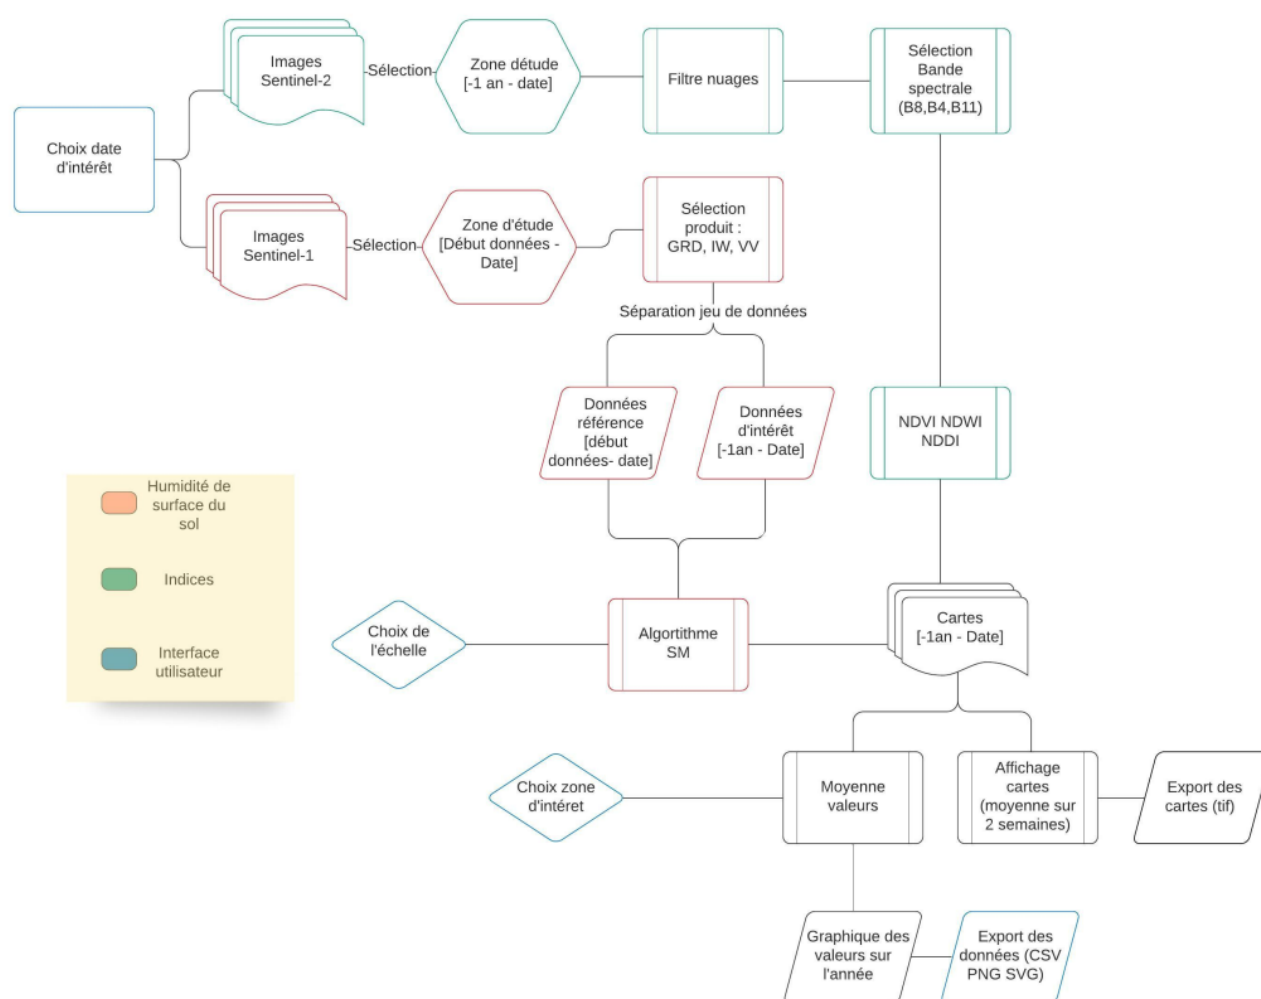 Images
Sentinel-2
Sélection
Zone détude
[-1 an - date]
Filtre nuages
Sélection
Bande
spectrale
(B8,B4,B11)
Choix date
d'intérêt
Images
Sentinel-1
Sélection
Zone d'étude
[Début données -
Date]
Sélection
produit :
GRD, IW, VV
Séparation jeu de données
Données
référence
[début
données- date]
Données
d'intérêt
[-1an - Date]
NDVI NDWI
NDDI
Humidité de
surface du
sol
Indices
Interface
utilisateur
Choix de
l'échelle
Algortithme
SM
Cartes
[-1an - Date]
Choix zone
d'intéret
Moyenne
valeurs
Affichage
cartes
(moyenne sur
2 semaines)
Export des
cartes (tif)
Graphique des
valeurs sur
l'année
Export des
données (CSV
PNG SVG)